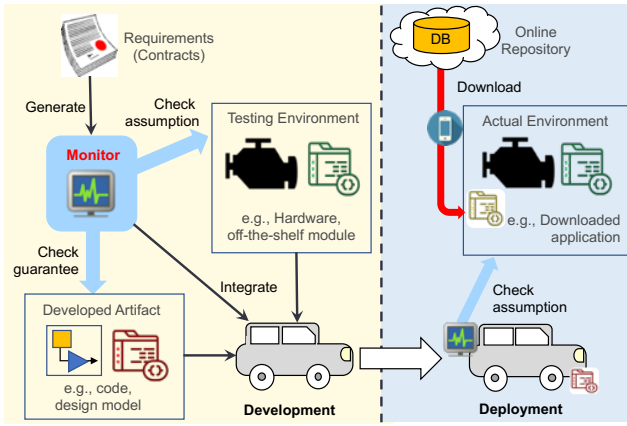 Requirements
(Contracts)
Generate
Check
assumption
Monitor
Testing Environment
e.g., Hardware,
off-the-shelf module
Check
guarantee
Integrate
Developed Artifact
e.g., code,
design model
Development
DB
Online
Repository
Download
Actual Environment
e.g., Downloaded
application
Check
assumption
Deployment